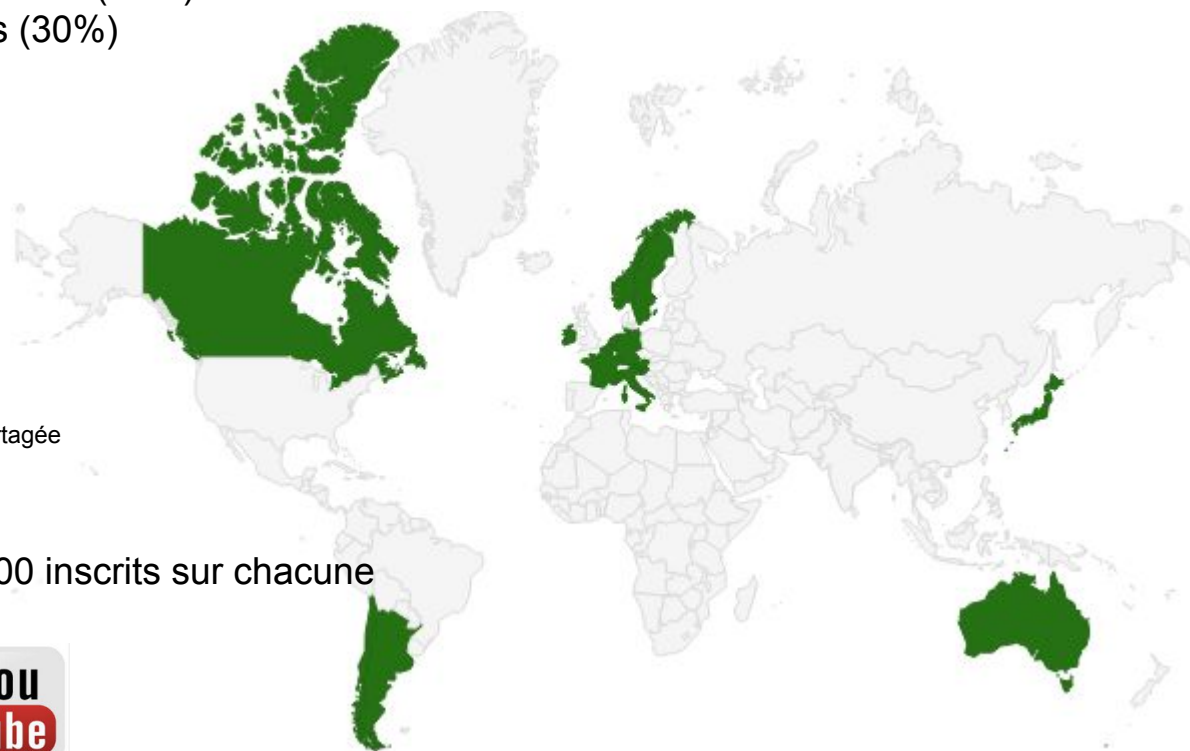 s (30%)
rtagée
00 inscrits sur chacune
ou
be